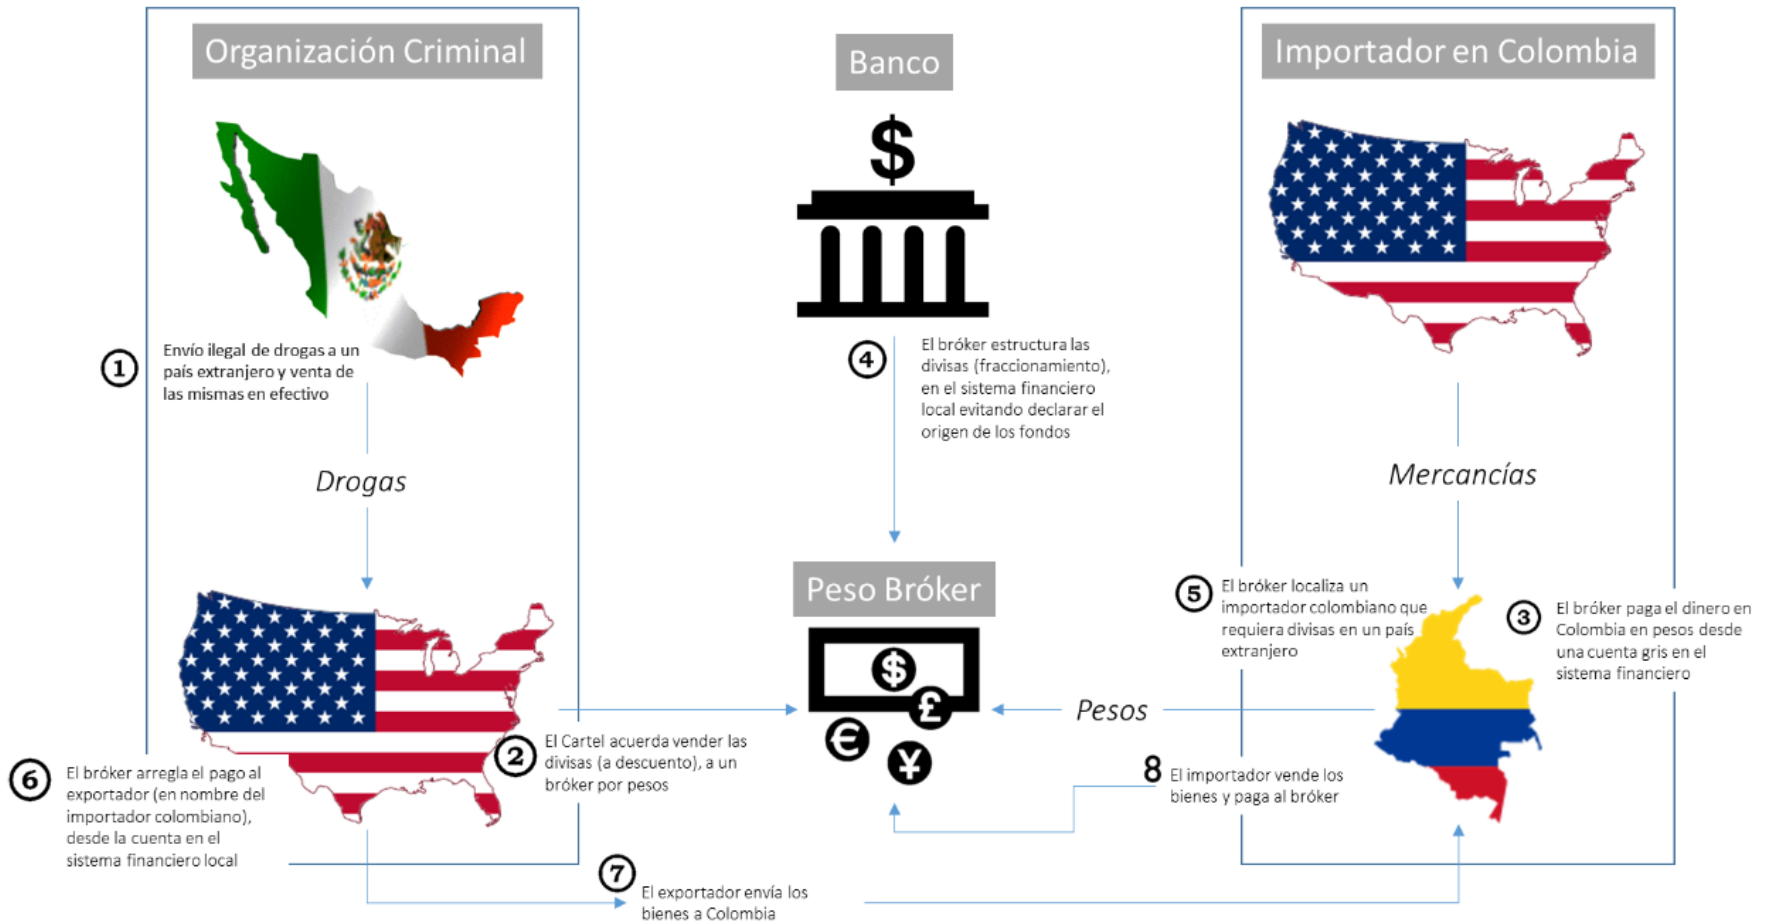 Organización Criminal
Banco
Importador en Colombia
$
1
Envío ilegal de drogas a un
país extranjero y venta de
las mismas en efectivo
4
El bróker estructura las
divisas (fraccionamiento),
en el sistema financiero
local evitando declarar el
origen de los fondos
Drogas
Mercancías
Peso Bróker
5
El bróker localiza un
importador colombiano que
requiera divisas en un país
extranjero
3
El bróker paga el dinero en
Colombia en pesos desde
una cuenta gris en el
sistema financiero
$
£
€
¥
Pesos
2
El Cartel acuerda vender las
divisas (a descuento), a un
bróker por pesos
6
El bróker arregla el pago al
exportador (en nombre del
importador colombiano),
desde la cuenta en el
sistema financiero local
8
El importador vende los
bienes y paga al bróker
7
El exportador envía los
bienes a Colombia